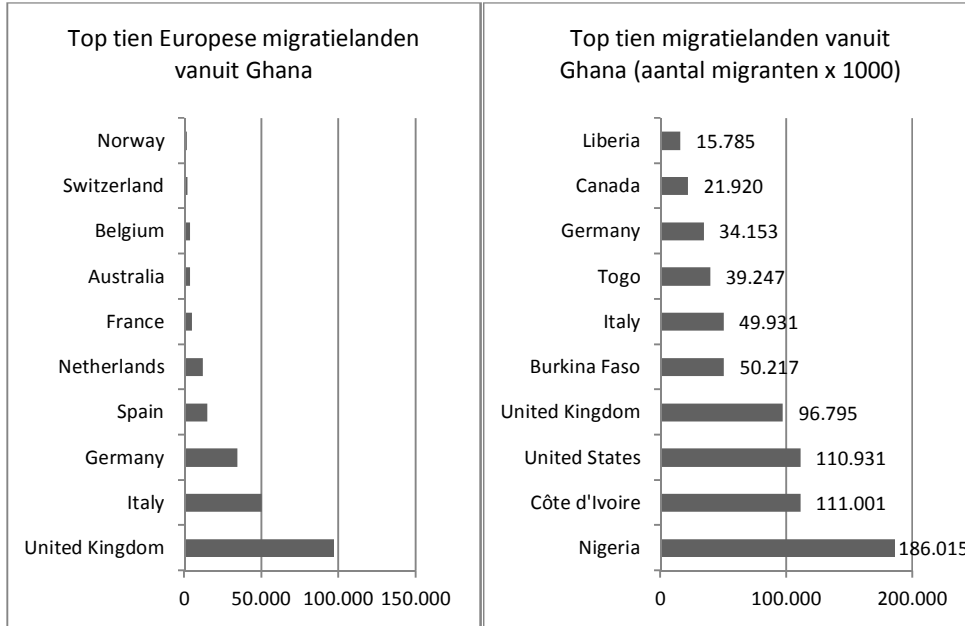 Top tien Europese migratielanden
vanuit Ghana
Norway
Switzerland
Belgium
Australia
France
Netherlands
Spain
Germany
Italy
United Kingdom
0 50.000 100.000 150.000
Top tien migratielanden vanuit
Ghana (aantal migranten x 1000)
Liberia 15.785
Canada 21.920
Germany 34.153
Togo 39.247
Italy 49.931
Burkina Faso 50.217
United Kingdom 96.795
United States 110.931
Côte d'Ivoire 111.001
Nigeria 186.015
0 100.000 200.000